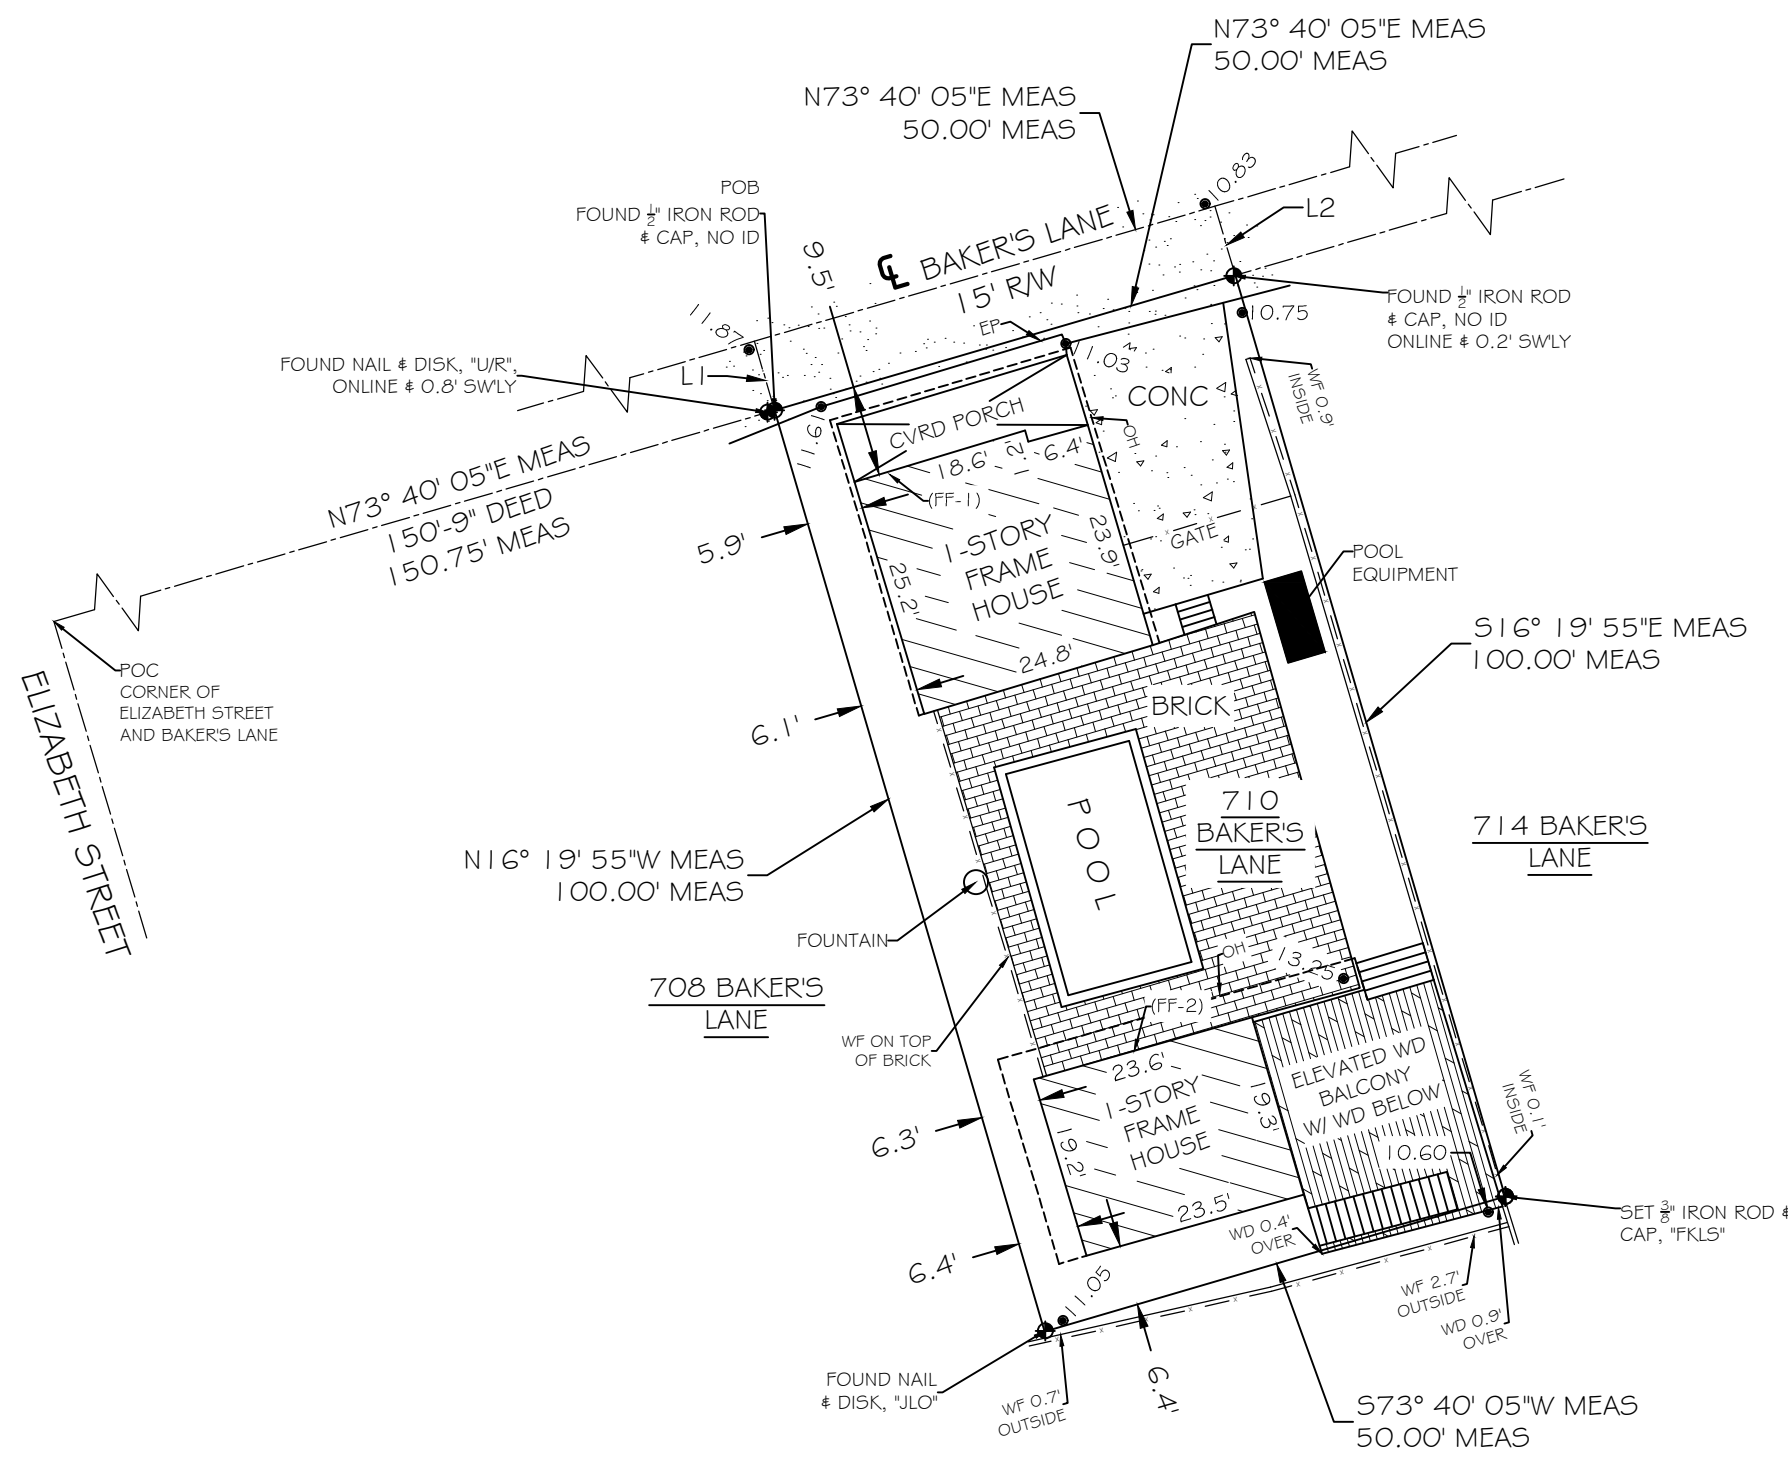 N73° 40' 05"E MEAS
50.00' MEAS
N73° 40' 05"E MEAS
50.00' MEAS
POB
FOUND ½" IRON ROD
& CAP, NO ID
9.5'
℄ BAKER'S LANE
15' R/W
EP
10.83
L2
FOUND ½" IRON ROD
& CAP, NO ID
ONLINE & 0.2' SW'LY
10.75
11.87
L1
FOUND NAIL & DISK, "U/R",
ONLINE & 0.8' SW'LY
N73° 40' 05"E MEAS
150'-9" DEED
150.75' MEAS
11.91
CVRD PORCH
OH
CONC
WF 0.9'
INSIDE
18.6'
6.4'
(FF-1)
1-STORY
FRAME
HOUSE
25.2'
23.9'
24.8'
GATE
POOL
EQUIPMENT
5.9'
6.1'
S16° 19' 55"E MEAS
100.00' MEAS
POC
CORNER OF
ELIZABETH STREET
AND BAKER'S LANE
ELIZABETH STREET
BRICK
POOL
710
BAKER'S
LANE
714 BAKER'S
LANE
N16° 19' 55"W MEAS
100.00' MEAS
FOUNTAIN
708 BAKER'S
LANE
WF ON TOP
OF BRICK
OH
13.25
(FF-2)
23.6'
1-STORY
FRAME
HOUSE
19.2'
19.3'
23.5'
ELEVATED WD
BALCONY
W/ WD BELOW
10.60
WF 0.1'
INSIDE
6.3'
6.4'
SET ⅜" IRON ROD &
CAP, "FKLS"
WD 0.4'
OVER
WF 2.7'
OUTSIDE
WD 0.9'
OVER
11.05
FOUND NAIL
& DISK, "JLO"
WF 0.7'
OUTSIDE
6.4'
S73° 40' 05"W MEAS
50.00' MEAS